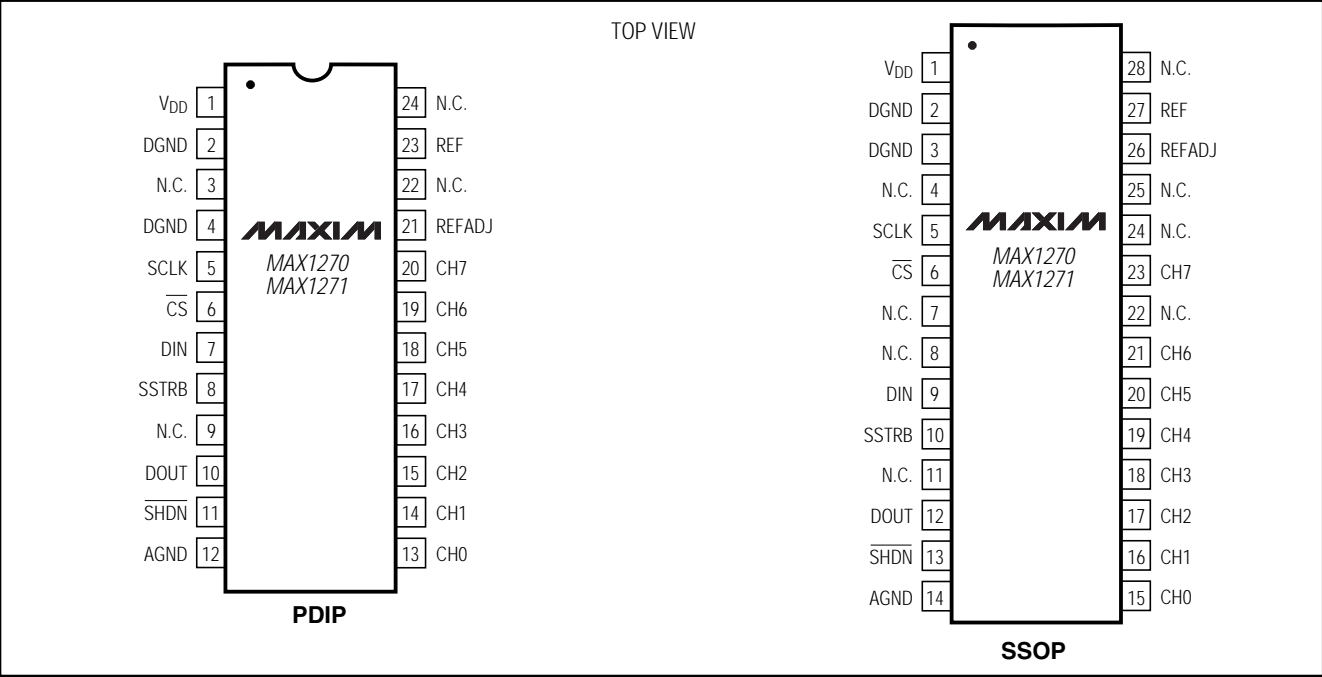 TOP VIEW
VDD 1 24 N.C.
DGND 2 23 REF
N.C. 3 22 N.C.
DGND 4 21 REFADJ
SCLK 5 20 CH7
C̅S̅ 6 19 CH6
DIN 7 18 CH5
SSTRB 8 17 CH4
N.C. 9 16 CH3
DOUT 10 15 CH2
S̅H̅D̅N̅ 11 14 CH1
AGND 12 13 CH0
MAXIM
MAX1270
MAX1271
PDIP
VDD 1 28 N.C.
DGND 2 27 REF
DGND 3 26 REFADJ
N.C. 4 25 N.C.
SCLK 5 24 N.C.
C̅S̅ 6 23 CH7
N.C. 7 22 N.C.
N.C. 8 21 CH6
DIN 9 20 CH5
SSTRB 10 19 CH4
N.C. 11 18 CH3
DOUT 12 17 CH2
S̅H̅D̅N̅ 13 16 CH1
AGND 14 15 CH0
MAXIM
MAX1270
MAX1271
SSOP